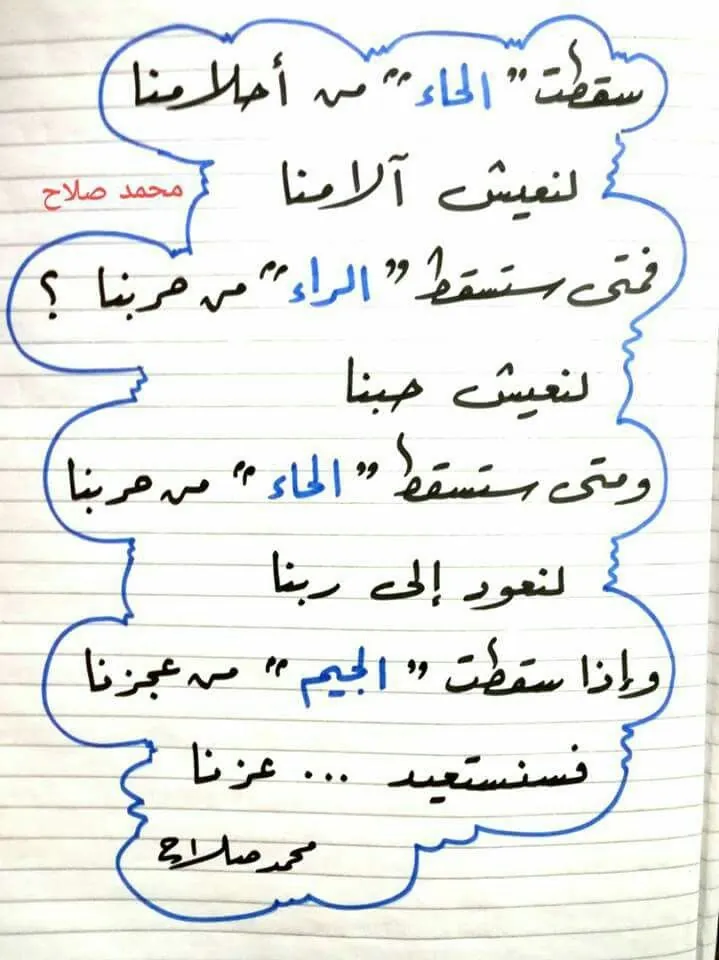 سقطت "الحاء" من أحلامنا
لنعيش آلامنا
محمد صلاح
فمتى ستسقط "الراء" من حربنا ؟
لنعيش حبنا
ومتى ستسقط "الحاء" من حربنا
لنعود إلى ربنا
وإذا سقطت "الجيم" من عجزنا
فسنستعيد ... عزنا
محمد صلاح